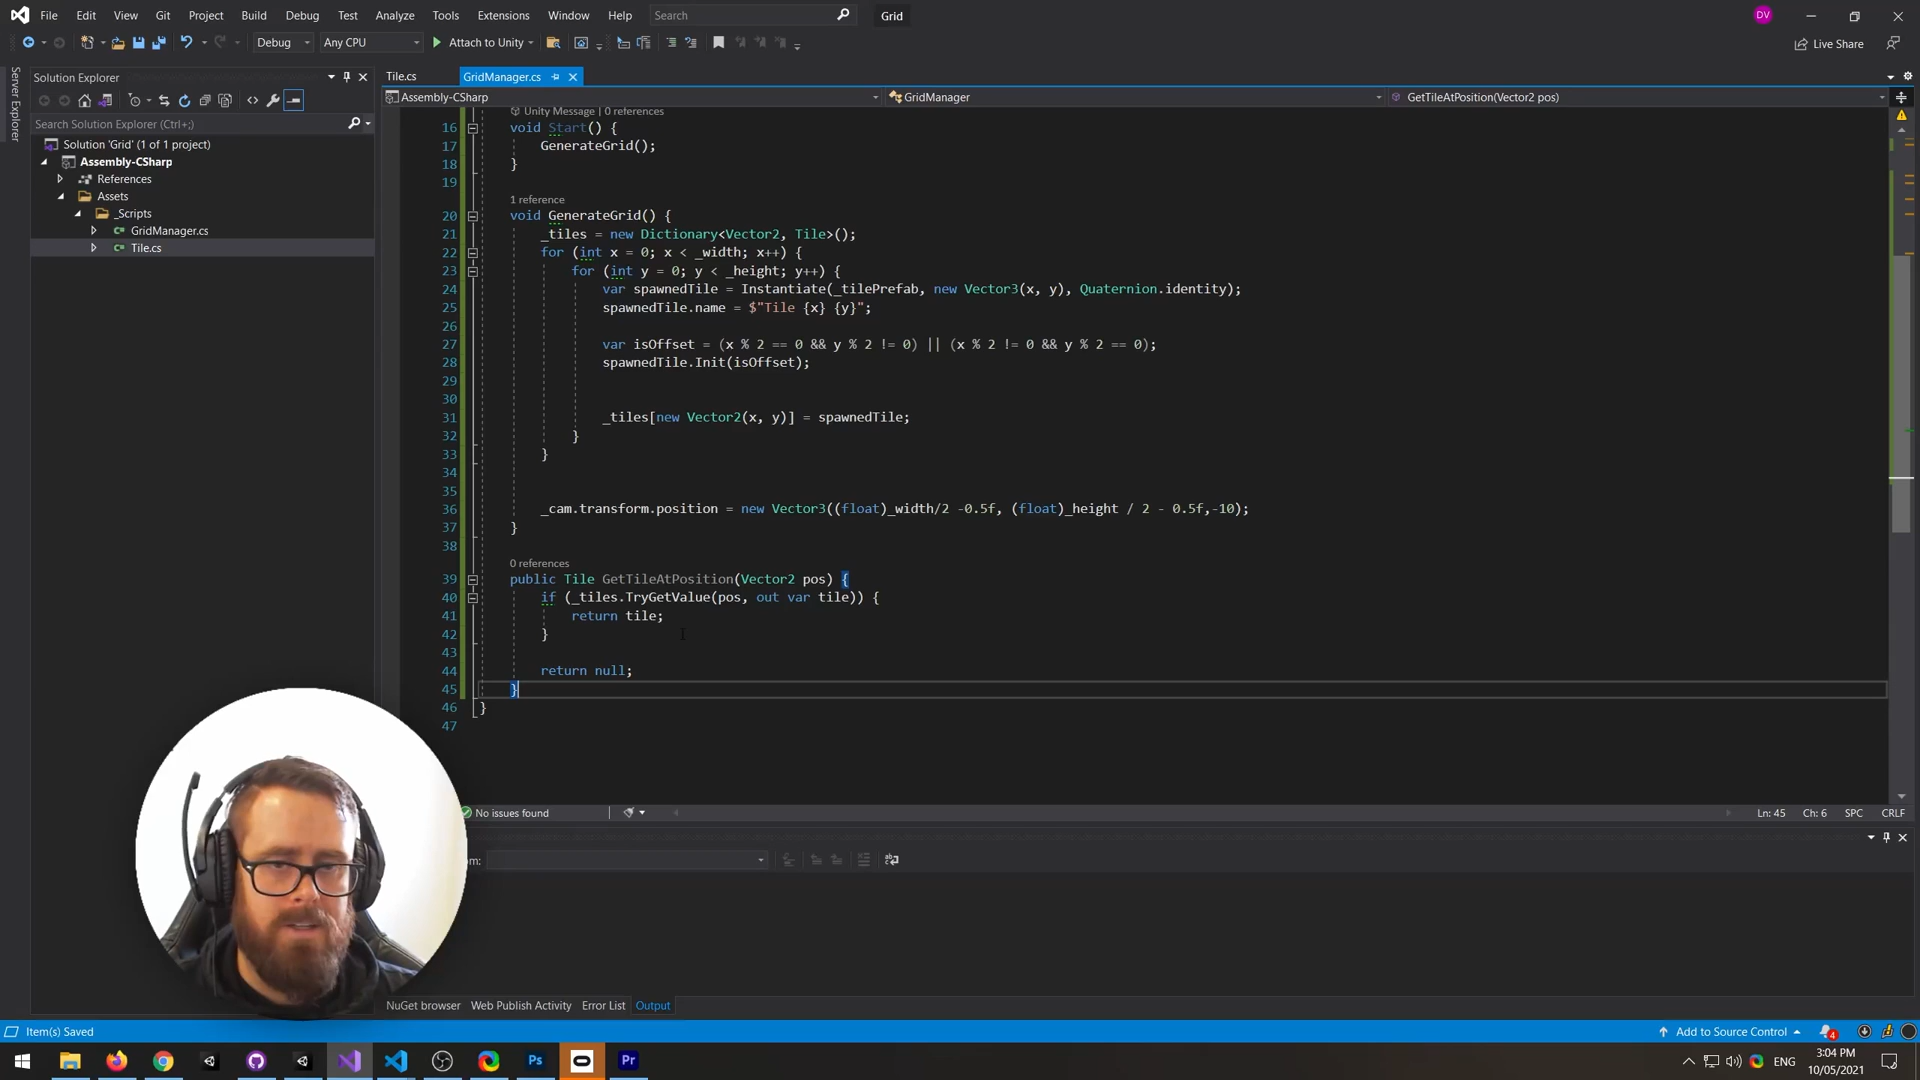 File Edit View Git Project Build Debug Test Analyze Tools Extensions Window Help Search Grid DV
Debug Any CPU Attach to Unity Live Share
Server Explorer
Solution Explorer
Search Solution Explorer (Ctrl+;)
Solution 'Grid' (1 of 1 project)
Assembly-CSharp
References
Assets
_Scripts
GridManager.cs
Tile.cs
Tile.cs GridManager.cs
Assembly-CSharp GridManager GetTileAtPosition(Vector2 pos)
Unity Message | 0 references
16 void Start() {
17 GenerateGrid();
18 }
19
1 reference
20 void GenerateGrid() {
21 _tiles = new Dictionary<Vector2, Tile>();
22 for (int x = 0; x < _width; x++) {
23 for (int y = 0; y < _height; y++) {
24 var spawnedTile = Instantiate(_tilePrefab, new Vector3(x, y), Quaternion.identity);
25 spawnedTile.name = $"Tile {x} {y}";
26
27 var isOffset = (x % 2 == 0 && y % 2 != 0) || (x % 2 != 0 && y % 2 == 0);
28 spawnedTile.Init(isOffset);
29
30
31 _tiles[new Vector2(x, y)] = spawnedTile;
32 }
33 }
34
35
36 _cam.transform.position = new Vector3((float)_width/2 -0.5f, (float)_height / 2 - 0.5f,-10);
37 }
38
0 references
39 public Tile GetTileAtPosition(Vector2 pos) {
40 if (_tiles.TryGetValue(pos, out var tile)) {
41 return tile;
42 }
43
44 return null;
45 }
46 }
47
No issues found Ln: 45 Ch: 6 SPC CRLF
NuGet browser Web Publish Activity Error List Output
Item(s) Saved Add to Source Control 4
Ps Pr ENG 3:04 PM
10/05/2021